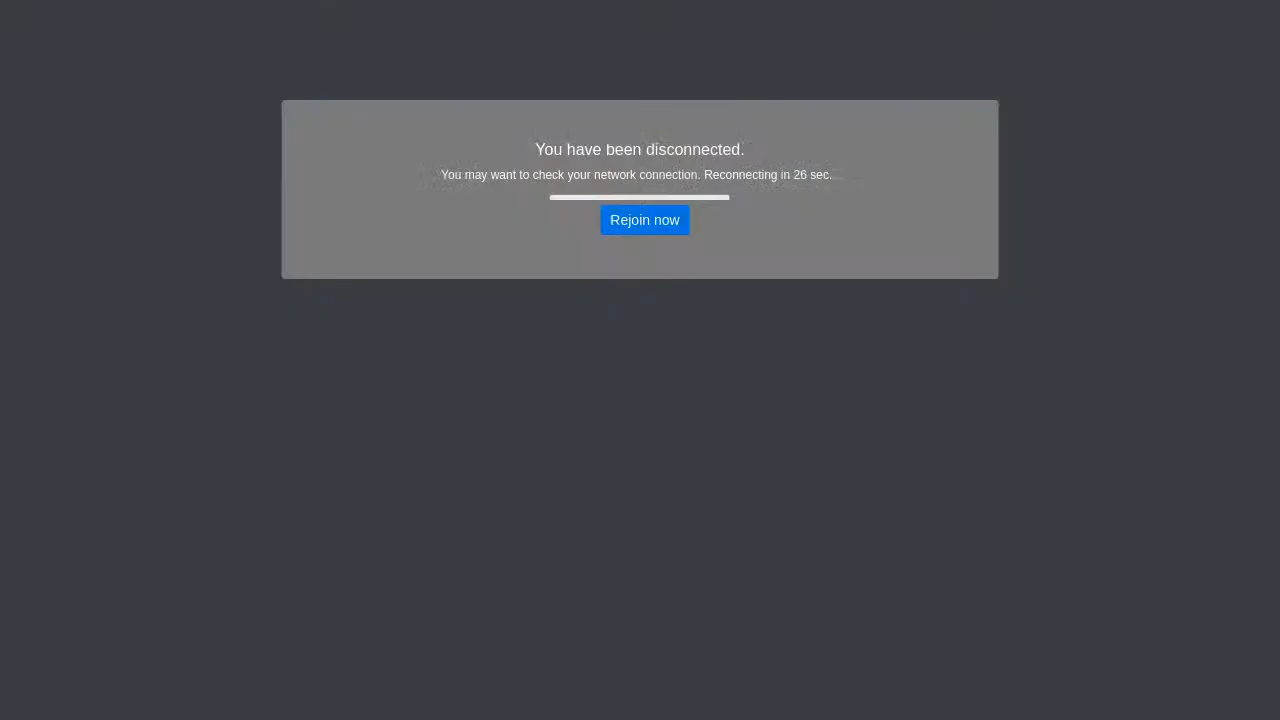 You have been disconnected.
You may want to check your network connection. Reconnecting in 26 sec.
Rejoin now